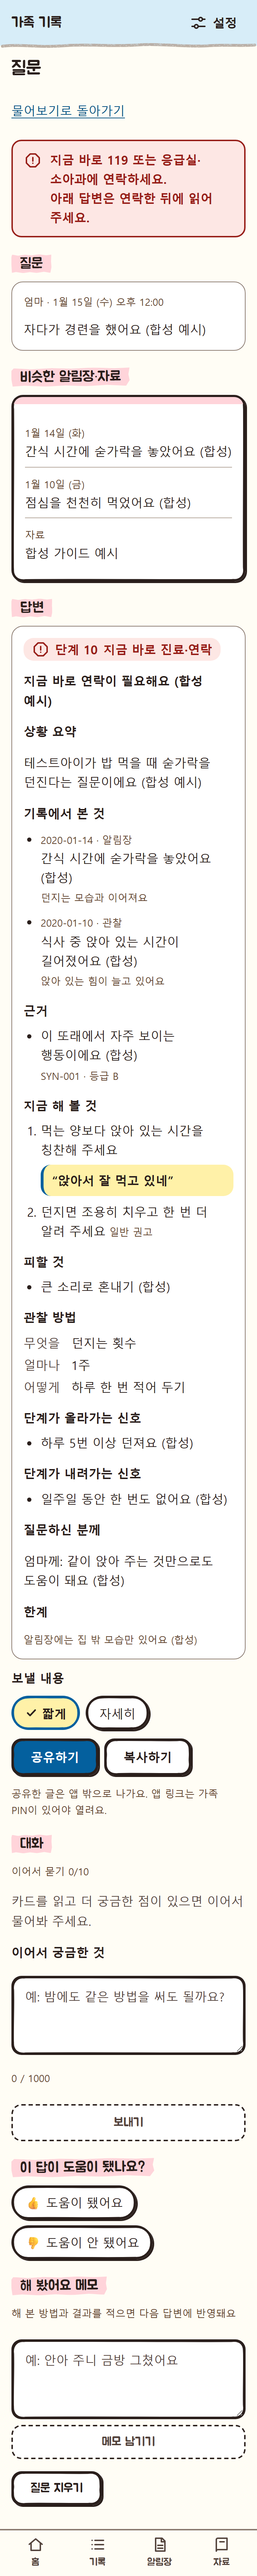 가족 기록
설정
질문
물어보기로 돌아가기
지금 바로 119 또는 응급실·
소아과에 연락하세요.
아래 답변은 연락한 뒤에 읽어
주세요.
질문
엄마 · 1월 15일 (수) 오후 12:00
자다가 경련을 했어요 (합성 예시)
비슷한 알림장·자료
1월 14일 (화)
간식 시간에 숟가락을 놓았어요 (합성)
1월 10일 (금)
점심을 천천히 먹었어요 (합성)
자료
합성 가이드 예시
답변
단계 10 지금 바로 진료·연락
지금 바로 연락이 필요해요 (합성
예시)
상황 요약
테스트아이가 밥 먹을 때 숟가락을
던진다는 질문이에요 (합성 예시)
기록에서 본 것
• 2020-01-14 · 알림장
간식 시간에 숟가락을 놓았어요
(합성)
던지는 모습과 이어져요
• 2020-01-10 · 관찰
식사 중 앉아 있는 시간이
길어졌어요 (합성)
앉아 있는 힘이 늘고 있어요
근거
• 이 또래에서 자주 보이는
행동이에요 (합성)
SYN-001 · 등급 B
지금 해 볼 것
1. 먹는 양보다 앉아 있는 시간을
칭찬해 주세요
“앉아서 잘 먹고 있네”
2. 던지면 조용히 치우고 한 번 더
알려 주세요 일반 권고
피할 것
• 큰 소리로 혼내기 (합성)
관찰 방법
무엇을 던지는 횟수
얼마나 1주
어떻게 하루 한 번 적어 두기
단계가 올라가는 신호
• 하루 5번 이상 던져요 (합성)
단계가 내려가는 신호
• 일주일 동안 한 번도 없어요 (합성)
질문하신 분께
엄마께: 같이 앉아 주는 것만으로도
도움이 돼요 (합성)
한계
알림장에는 집 밖 모습만 있어요 (합성)
보낼 내용
짧게
자세히
공유하기
복사하기
공유한 글은 앱 밖으로 나가요. 앱 링크는 가족
PIN이 있어야 열려요.
대화
이어서 묻기 0/10
카드를 읽고 더 궁금한 점이 있으면 이어서
물어봐 주세요.
이어서 궁금한 것
예: 밤에도 같은 방법을 써도 될까요?
0 / 1000
보내기
이 답이 도움이 됐나요?
도움이 됐어요
도움이 안 됐어요
해 봤어요 메모
해 본 방법과 결과를 적으면 다음 답변에 반영돼요
예: 안아 주니 금방 그쳤어요
메모 남기기
질문 지우기
홈
기록
알림장
자료